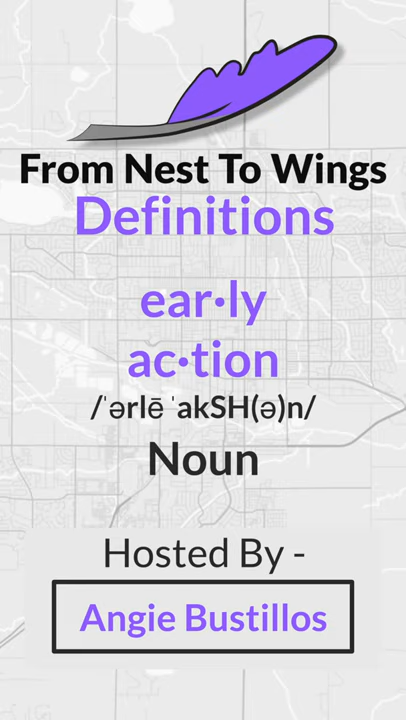 From Nest To Wings
Definitions
ear·ly
ac·tion
/ˈərlē ˈakSH(ə)n/
Noun
Hosted By -
Angie Bustillos